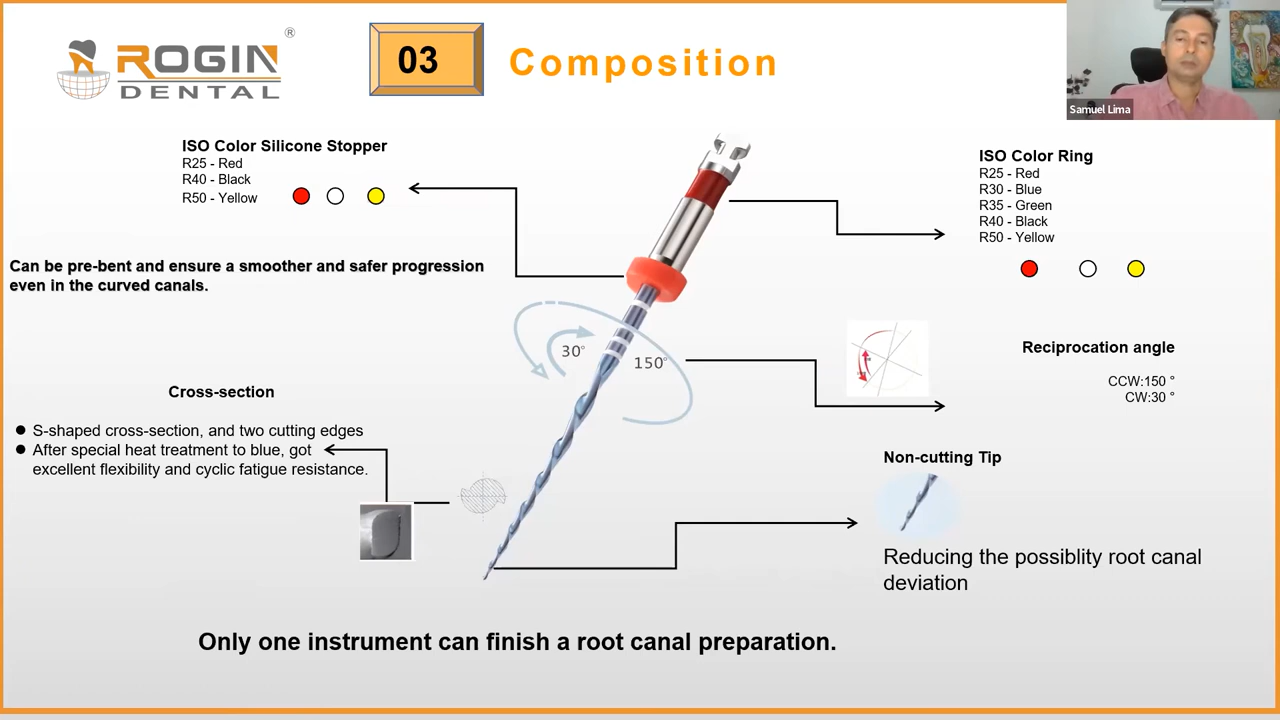 ROGIN
DENTAL
®
03
Composition
Samuel Lima
ISO Color Silicone Stopper
R25 - Red
R40 - Black
R50 - Yellow
ISO Color Ring
R25 - Red
R30 - Blue
R35 - Green
R40 - Black
R50 - Yellow
Can be pre-bent and ensure a smoother and safer progression
even in the curved canals.
30°
150°
Reciprocation angle
CCW:150 °
CW:30 °
Cross-section
S-shaped cross-section, and two cutting edges
After special heat treatment to blue, got
excellent flexibility and cyclic fatigue resistance.
Non-cutting Tip
Reducing the possiblity root canal
deviation
Only one instrument can finish a root canal preparation.